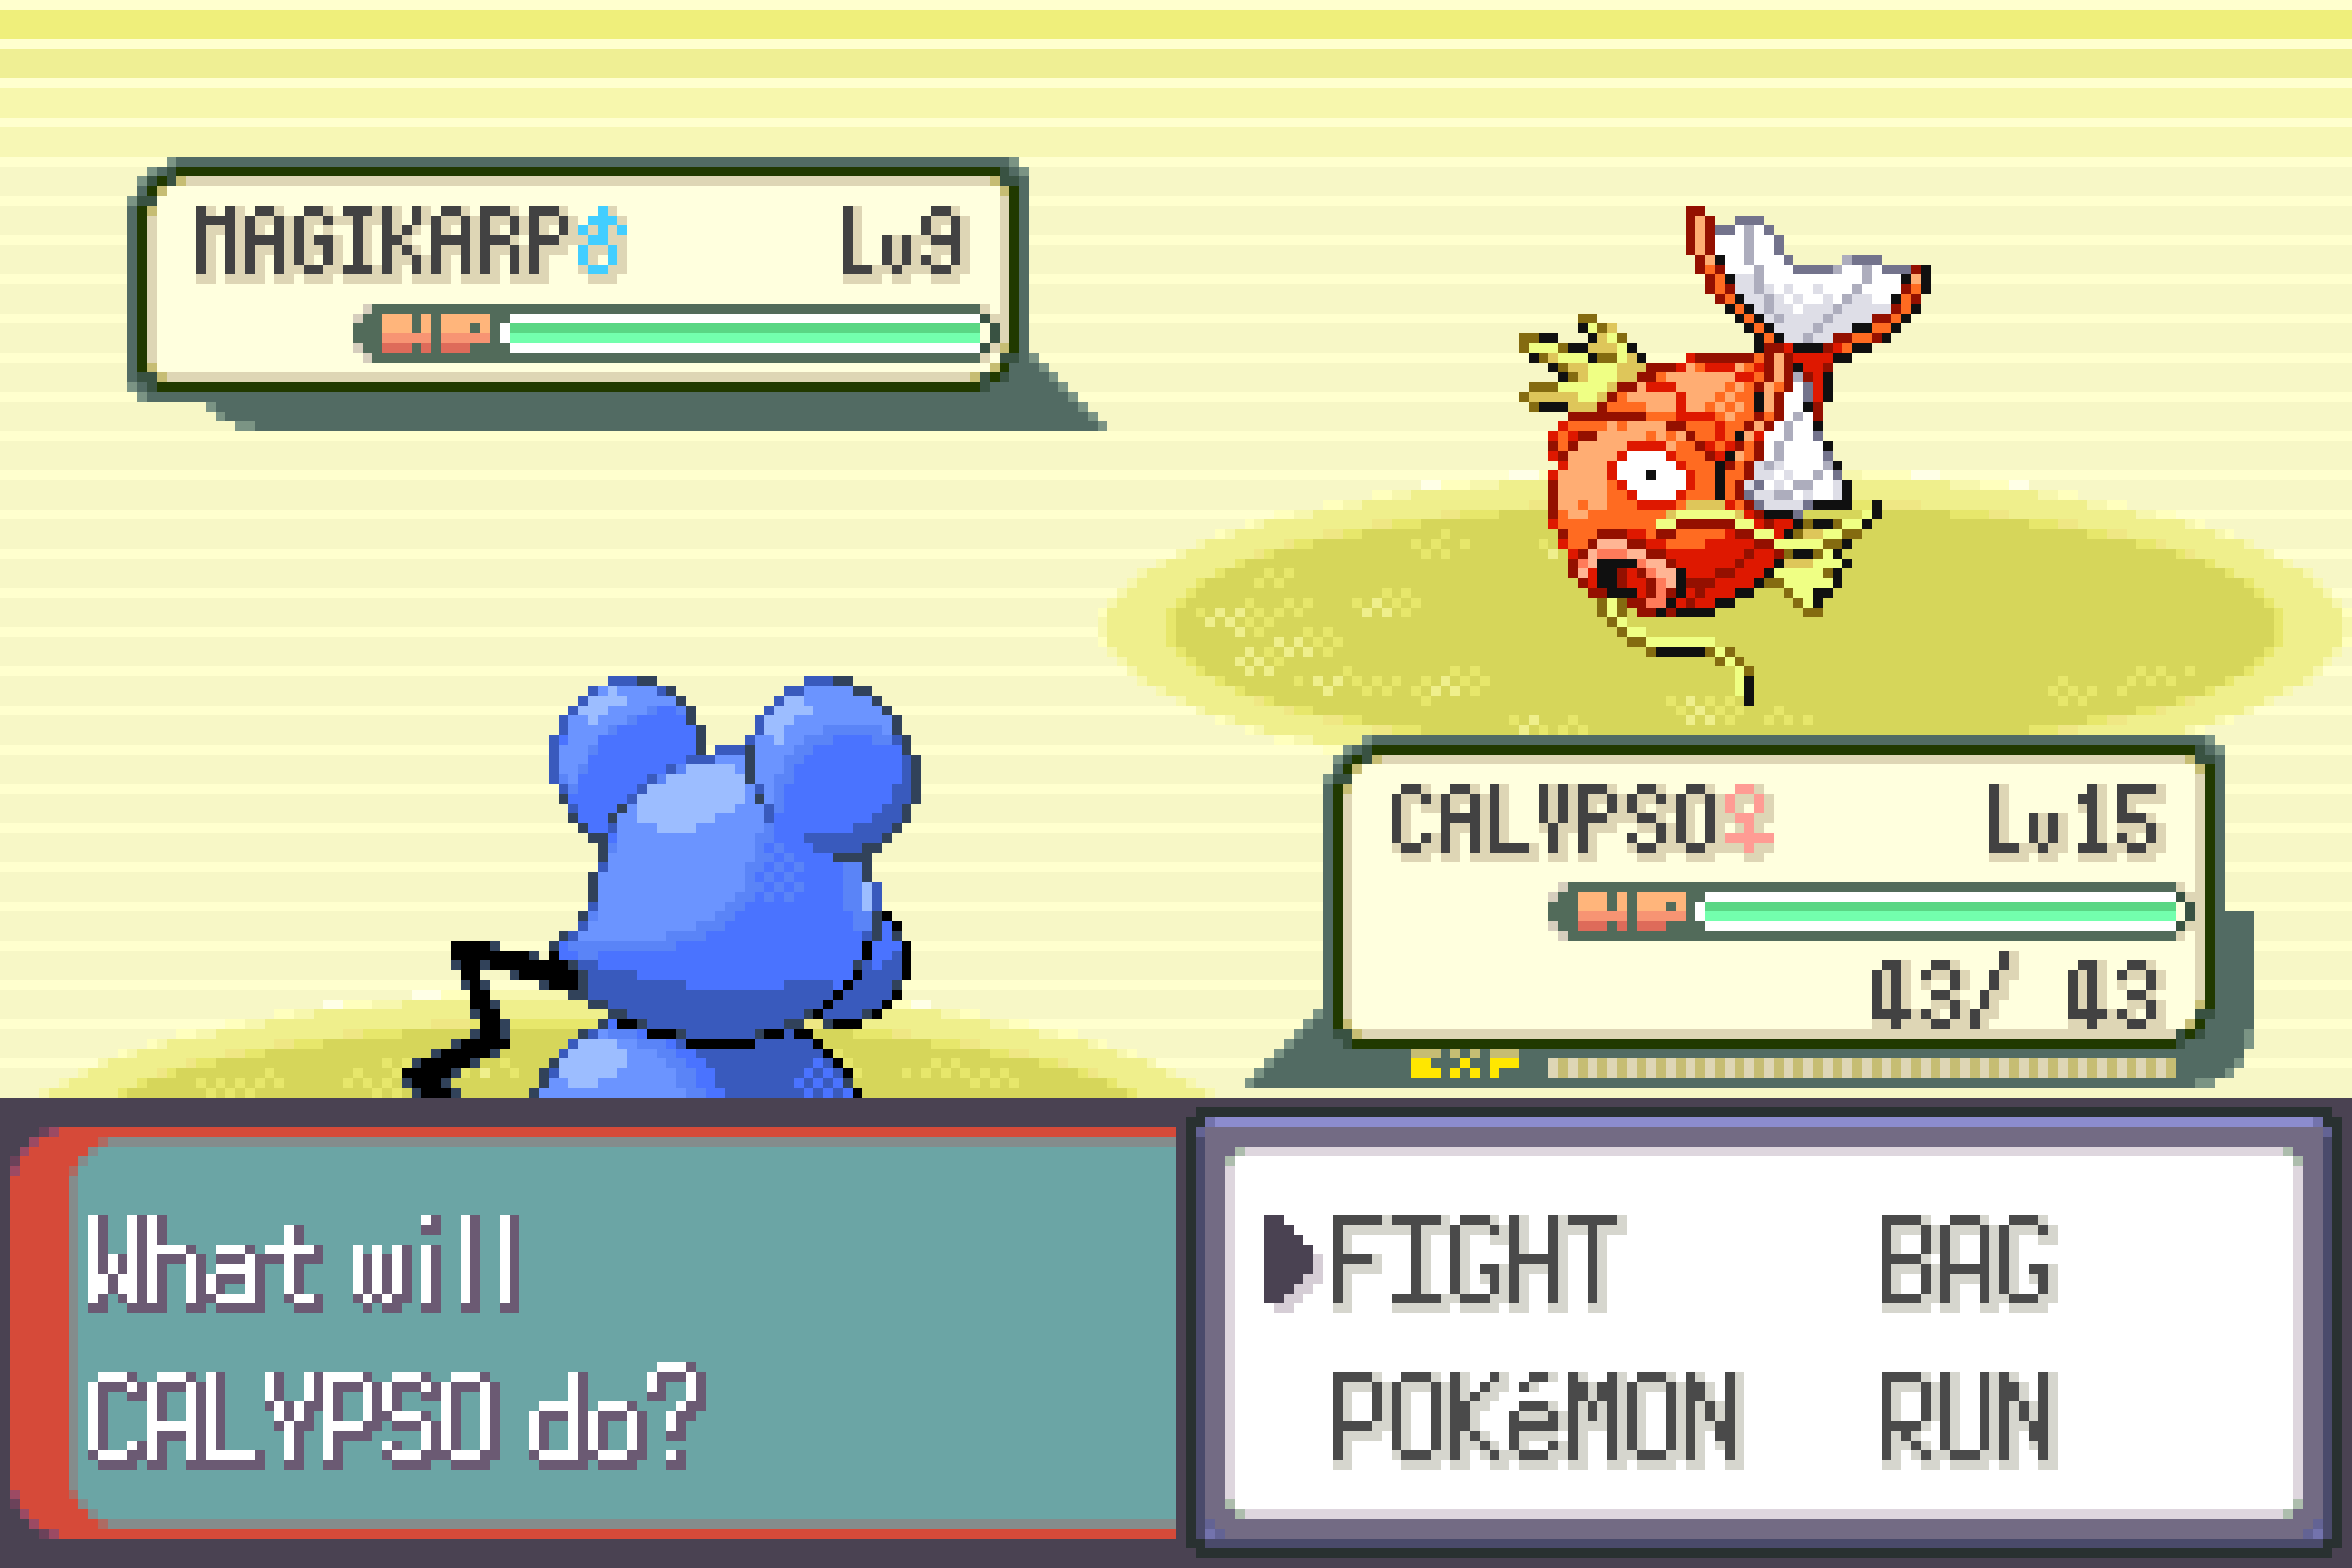 MAGIKARP♂ Lv9
HP
CALYPSO♀ Lv15
HP
43/ 43
EXP
What will
CALYPSO do?
FIGHT BAG
POKéMON RUN